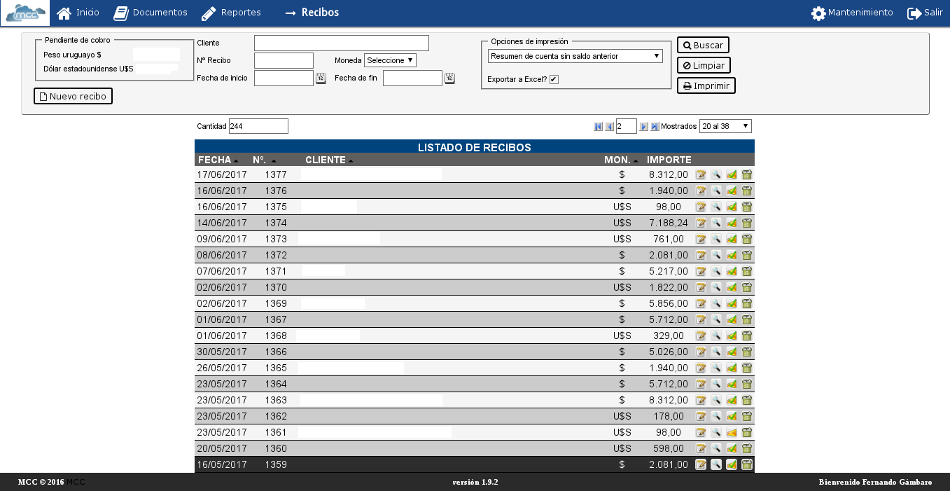 MCC Inicio Documentos Reportes → Recibos Mantenimiento Salir
Pendiente de cobro
Peso uruguayo $
Dólar estadounidense U$S
Nuevo recibo
Cliente
Nº Recibo Moneda Seleccione
Fecha de inicio 12 Fecha de fin 12
Opciones de impresión
Resumen de cuenta sin saldo anterior
Exportar a Excel?
Buscar
Limpiar
Imprimir
Cantidad 244 2 Mostrados 20 al 38
LISTADO DE RECIBOS
FECHA Nº. CLIENTE MON. IMPORTE
17/06/2017 1377 $ 8.312,00
16/06/2017 1376 $ 1.940,00
16/06/2017 1375 U$S 98,00
14/06/2017 1374 U$S 7.188,24
09/06/2017 1373 U$S 761,00
08/06/2017 1372 $ 2.081,00
07/06/2017 1371 $ 5.217,00
02/06/2017 1370 U$S 1.822,00
02/06/2017 1369 $ 5.856,00
01/06/2017 1367 $ 5.712,00
01/06/2017 1368 U$S 329,00
30/05/2017 1366 $ 5.026,00
26/05/2017 1365 $ 1.940,00
23/05/2017 1364 $ 5.712,00
23/05/2017 1363 $ 8.312,00
23/05/2017 1362 U$S 178,00
23/05/2017 1361 U$S 98,00
20/05/2017 1360 U$S 598,00
16/05/2017 1359 $ 2.081,00
MCC © 2016 MCC versión 1.9.2 Bienvenido Fernando Gámbaro